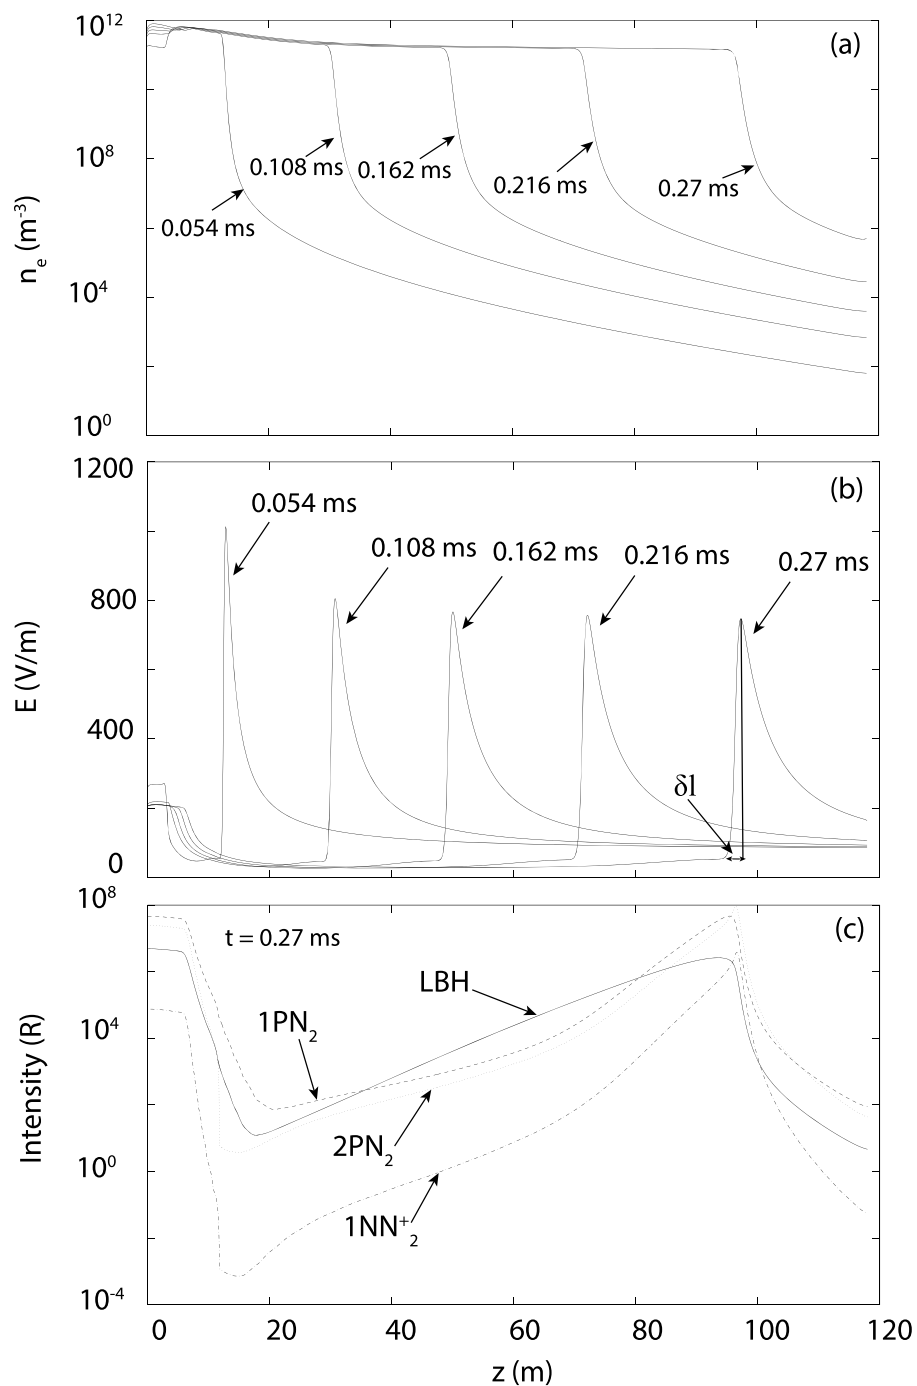 10¹²
(a)
10⁸
10⁴
10⁰
nₑ (m⁻³)
0.054 ms
0.108 ms
0.162 ms
0.216 ms
0.27 ms
1200
(b)
800
400
0
E (V/m)
0.054 ms
0.108 ms
0.162 ms
0.216 ms
0.27 ms
δl
10⁸
(c)
10⁴
10⁰
10⁻⁴
Intensity (R)
t = 0.27 ms
LBH
1PN₂
2PN₂
1NN⁺₂
0 20 40 60 80 100 120
z (m)